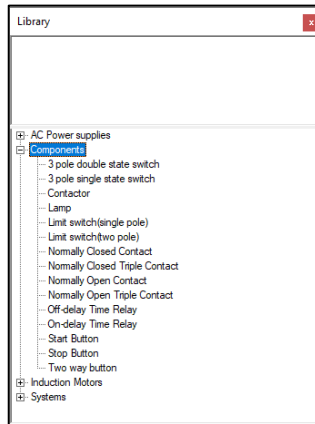 Library
x
AC Power supplies
Components
3 pole double state switch
3 pole single state switch
Contactor
Lamp
Limit switch(single pole)
Limit switch(two pole)
Normally Closed Contact
Normally Closed Triple Contact
Normally Open Contact
Normally Open Triple Contact
Off-delay Time Relay
On-delay Time Relay
Start Button
Stop Button
Two way button
Induction Motors
Systems